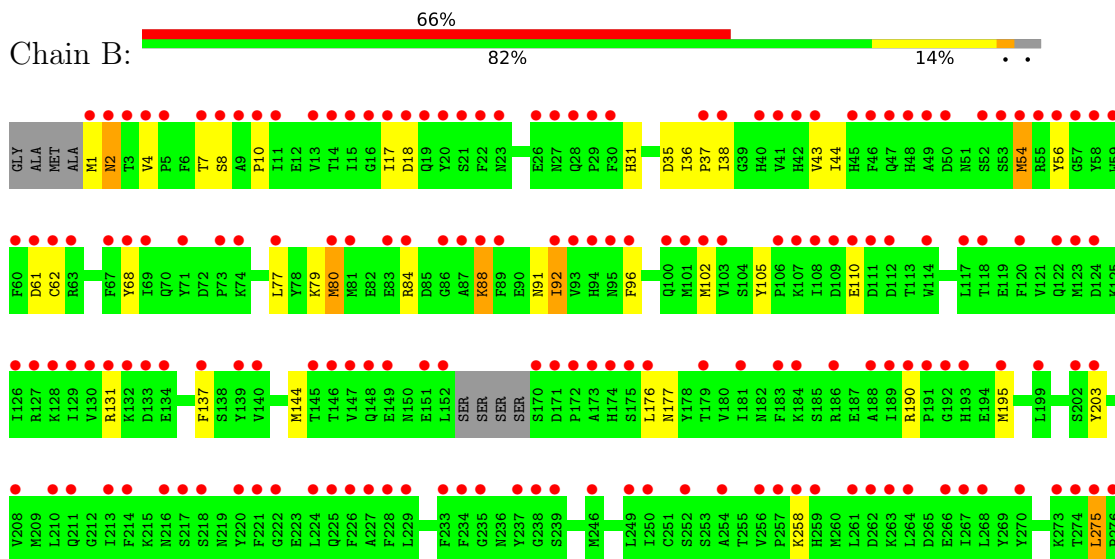 66%
Chain B:
82% 14% • •
GLY ALA MET ALA M1 N2 T3 V4 P5 F6 T7 S8 A9 P10 I11 E12 V13 T14 I15 G16 I17 D18 Q19 Y20 S21 F22 N23 E26 N27 Q28 P29 F30 H31 D35 I36 P37 I38 G39 H40 V41 H42 V43 I44 H45 F46 Q47 H48 A49 D50 N51 S52 S53 M54 R55 Y56 G57 Y58 H59
F60 D61 C62 R63 F67 Y68 I69 Q70 Y71 D72 P73 K74 L77 Y78 K79 M80 M81 E82 E83 R84 D85 G86 A87 K88 F89 E90 N91 I92 V93 H94 N95 F96 Q100 M101 M102 V103 S104 Y105 P106 K107 I108 D109 E110 D111 D112 T113 W114 L117 T118 E119 F120 V121 Q122 M123 D124 K125
I126 R127 K128 I129 V130 R131 K132 D133 E134 F137 S138 Y139 V140 M144 T145 T146 V147 Q148 E149 N150 E151 L152 SER SER SER SER S170 D171 P172 A173 H174 S175 L176 N177 Y178 T179 V180 I181 N182 F183 K184 S185 R186 E187 A188 I189 R190 P191 G192 H193 E194 M195 L199 S202 Y203
V208 M209 L210 Q211 G212 I213 F214 K215 N216 S217 S218 N219 Y220 F221 G222 E223 L224 Q225 F226 A227 F228 L229 F233 F234 G235 N236 Y237 G238 S239 M246 L249 I250 C251 S252 S253 A254 T255 V256 P257 K258 H259 M260 L261 D262 K263 L264 D265 E266 I267 L268 Y269 Y270 K273 T274 L275